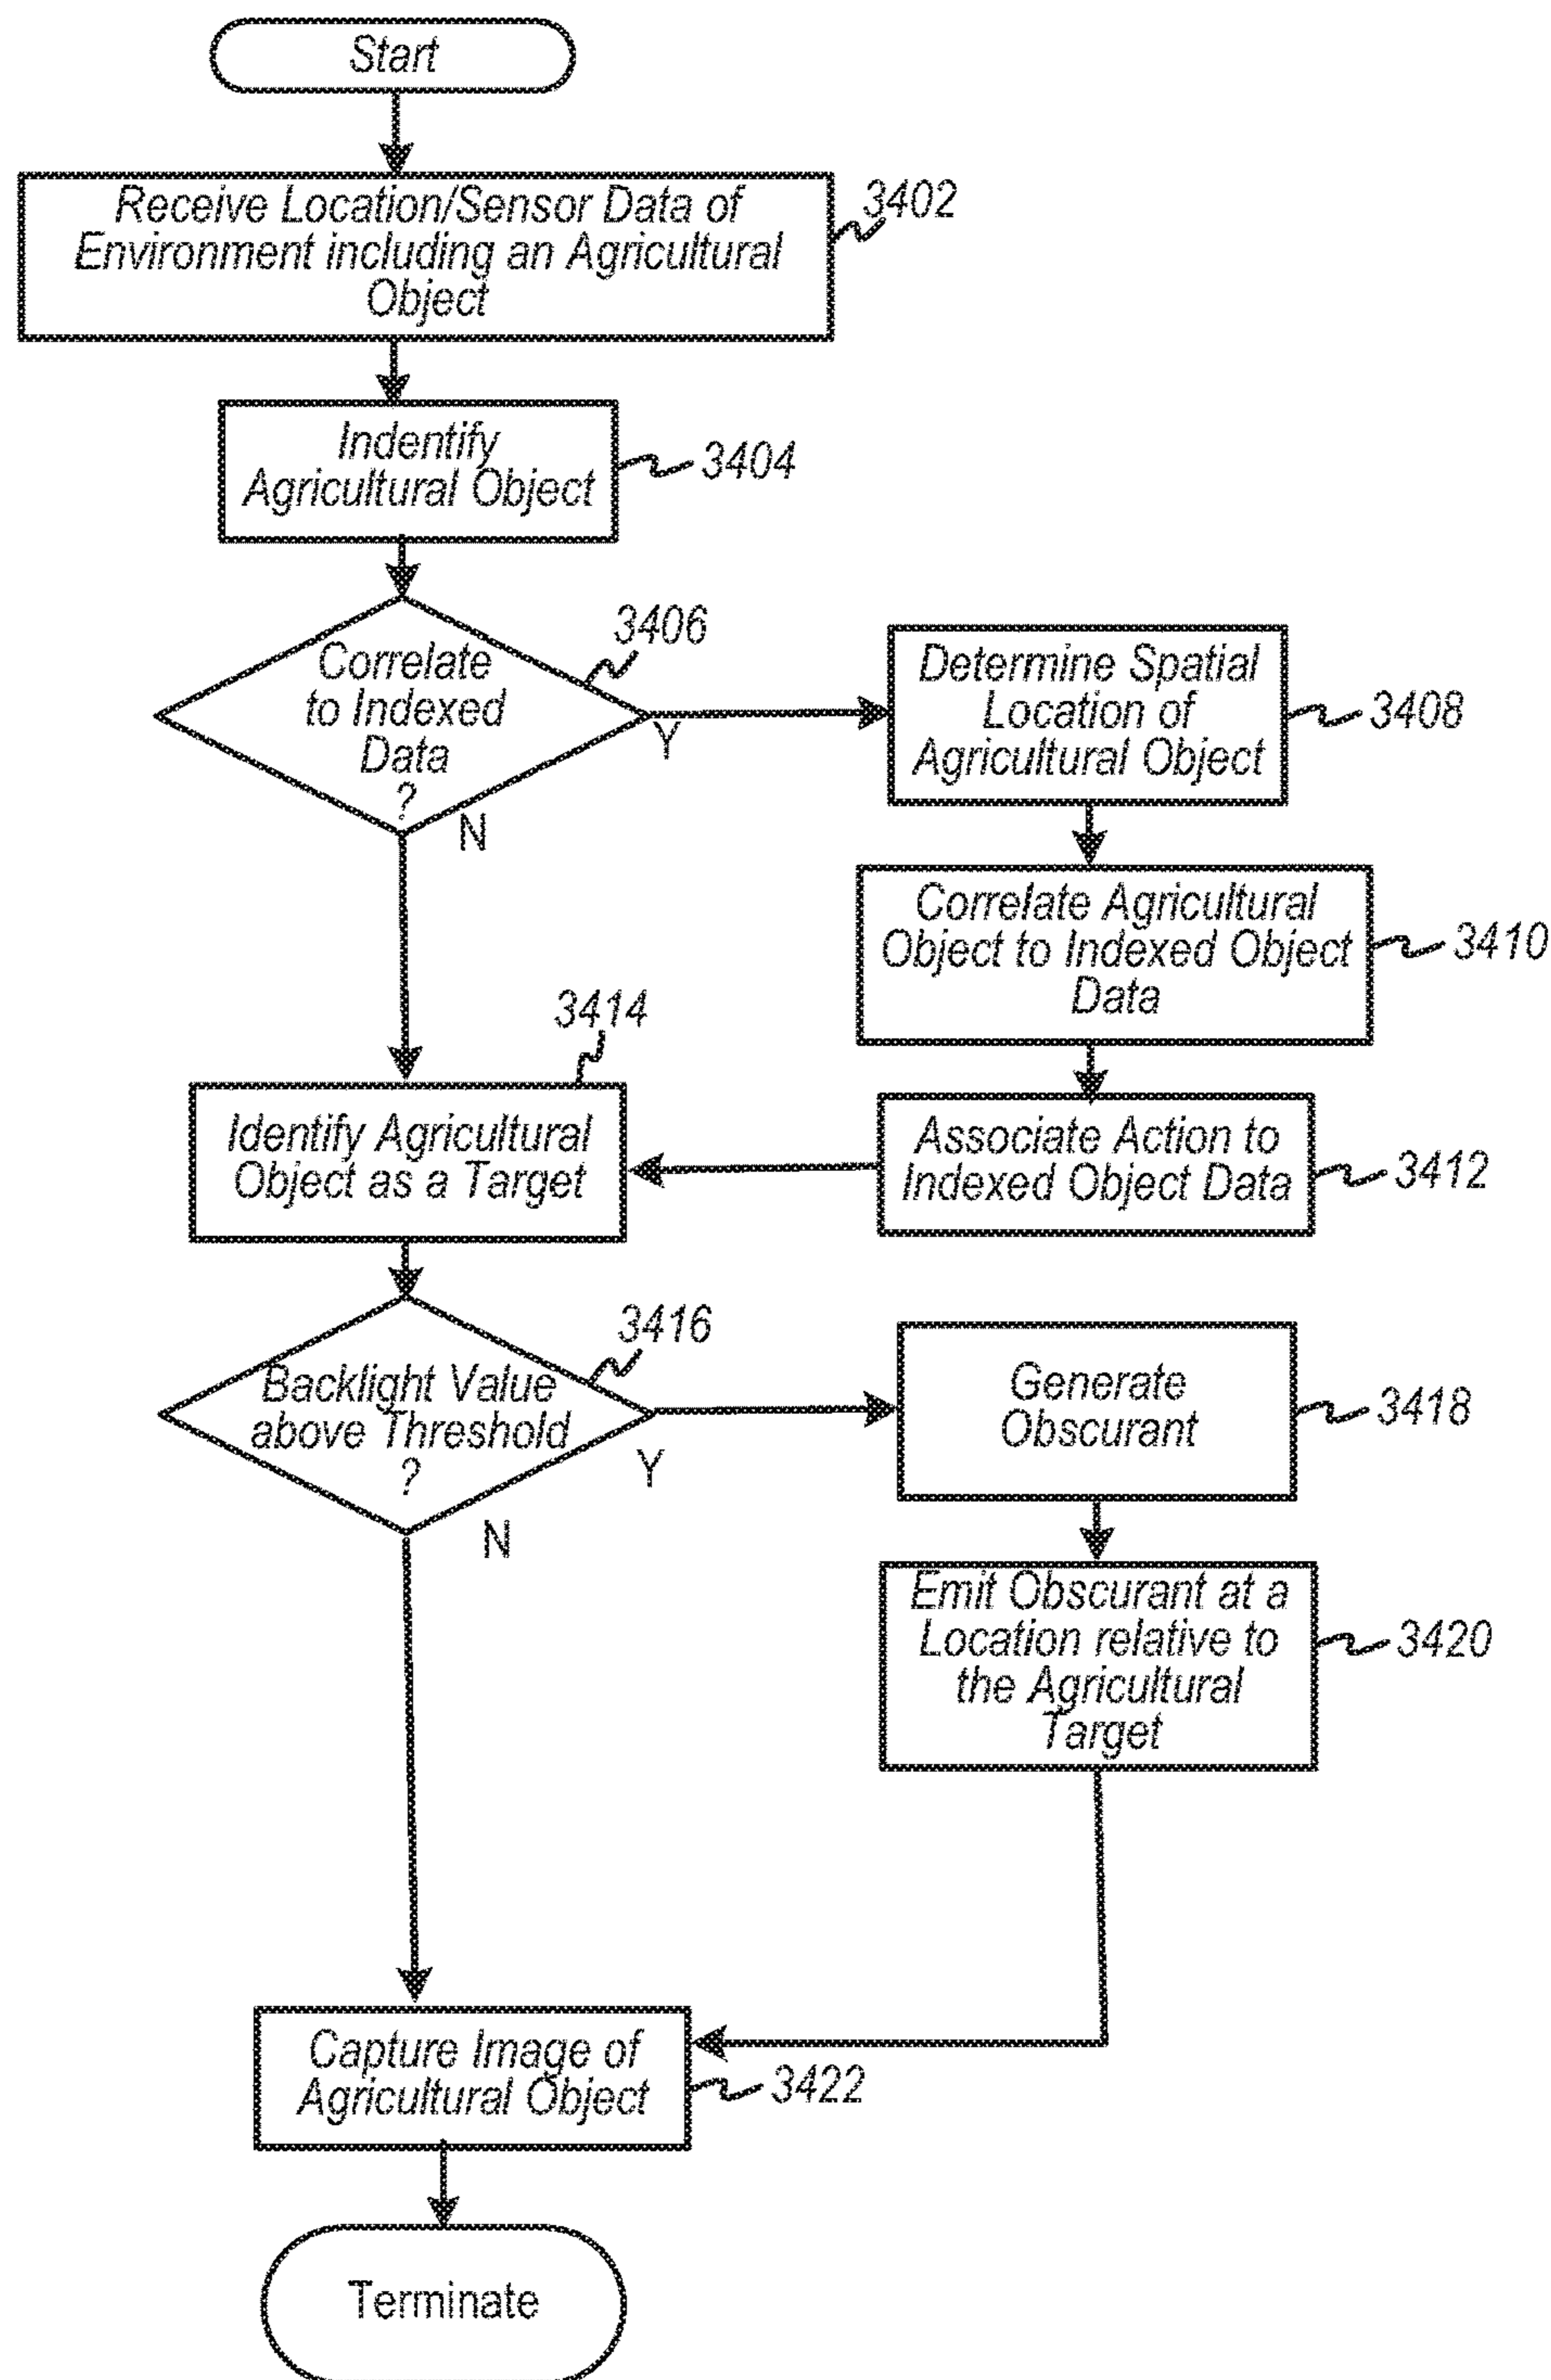 Start
Receive Location/Sensor Data of
Environment including an Agricultural
Object
3402
Indentify
Agricultural Object
3404
Correlate
to Indexed
Data
?
3406
Y
N
Determine Spatial
Location of
Agricultural Object
3408
Correlate Agricultural
Object to Indexed Object
Data
3410
Associate Action to
Indexed Object Data
3412
3414
Identify Agricultural
Object as a Target
Backlight Value
above Threshold
?
3416
Y
N
Generate
Obscurant
3418
Emit Obscurant at a
Location relative to
the Agricultural
Target
3420
Capture Image of
Agricultural Object
3422
Terminate